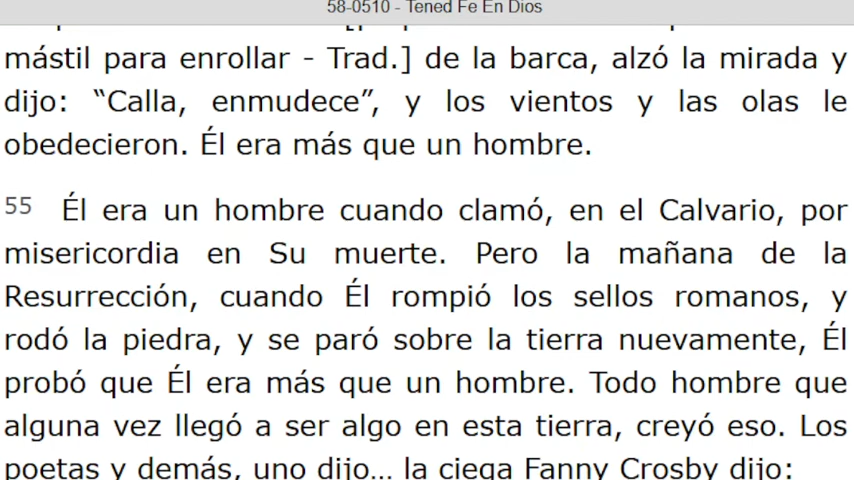 58-0510 - Tened Fe En Dios
mástil para enrollar - Trad.] de la barca, alzó la mirada y
dijo: “Calla, enmudece”, y los vientos y las olas le
obedecieron. Él era más que un hombre.
55 Él era un hombre cuando clamó, en el Calvario, por
misericordia en Su muerte. Pero la mañana de la
Resurrección, cuando Él rompió los sellos romanos, y
rodó la piedra, y se paró sobre la tierra nuevamente, Él
probó que Él era más que un hombre. Todo hombre que
alguna vez llegó a ser algo en esta tierra, creyó eso. Los
poetas y demás, uno dijo... la ciega Fanny Crosby dijo: